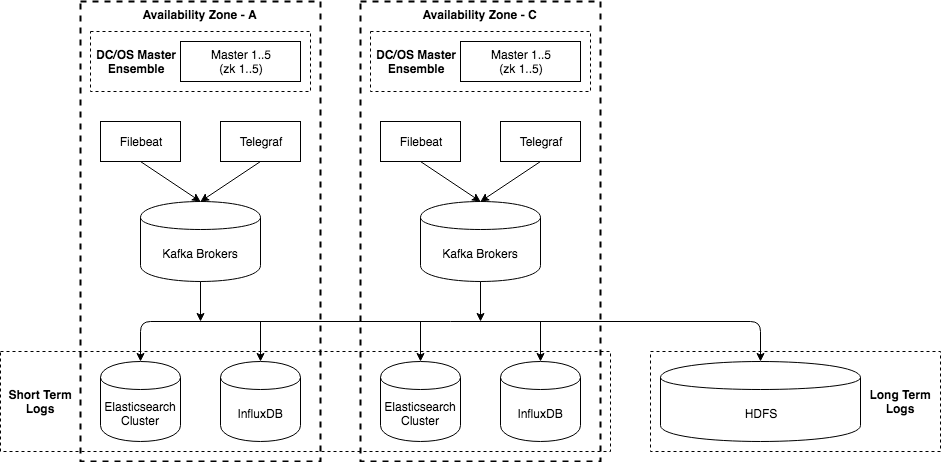 Availability Zone - A
Availability Zone - C
DC/OS Master
Ensemble
Master 1..5
(zk 1..5)
DC/OS Master
Ensemble
Master 1..5
(zk 1..5)
Filebeat
Telegraf
Filebeat
Telegraf
Kafka Brokers
Kafka Brokers
Short Term
Logs
Elasticsearch
Cluster
InfluxDB
Elasticsearch
Cluster
InfluxDB
HDFS
Long Term
Logs